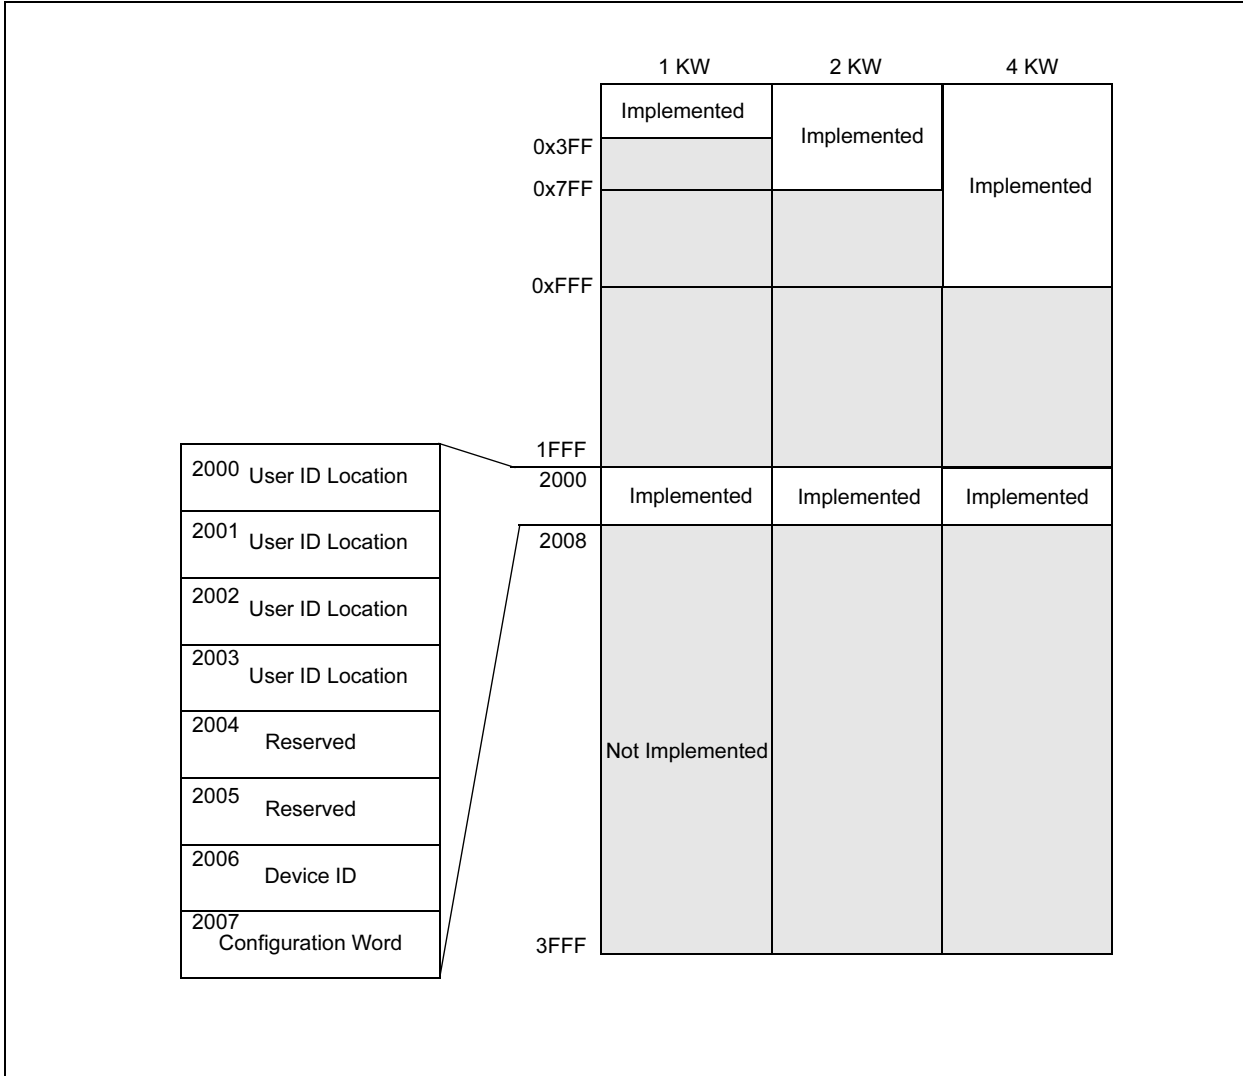 1 KW 2 KW 4 KW
Implemented
Implemented
0x3FF
0x7FF
Implemented
0xFFF
1FFF
2000
Implemented Implemented Implemented
2008
2000 User ID Location
2001 User ID Location
2002 User ID Location
2003 User ID Location
2004 Reserved
2005 Reserved
2006 Device ID
2007 Configuration Word
Not Implemented
3FFF